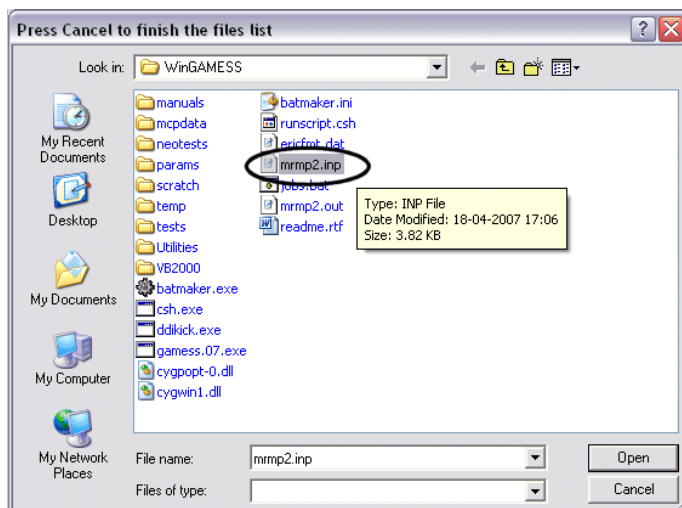 Press Cancel to finish the files list
Look in:
WinGAMESS
My Recent
Documents
Desktop
My Documents
My Computer
My Network
Places
manuals
mcpdata
neotests
params
scratch
temp
tests
Utilities
VB2000
batmaker.exe
csh.exe
ddikick.exe
gamess.07.exe
cygpopt-0.dll
cygwin1.dll
batmaker.ini
runscript.csh
ericfmt.dat
mrmp2.inp
jobs.bat
mrmp2.out
readme.rtf
Type: INP File
Date Modified: 18-04-2007 17:06
Size: 3.82 KB
File name:
mrmp2.inp
Open
Files of type:
Cancel